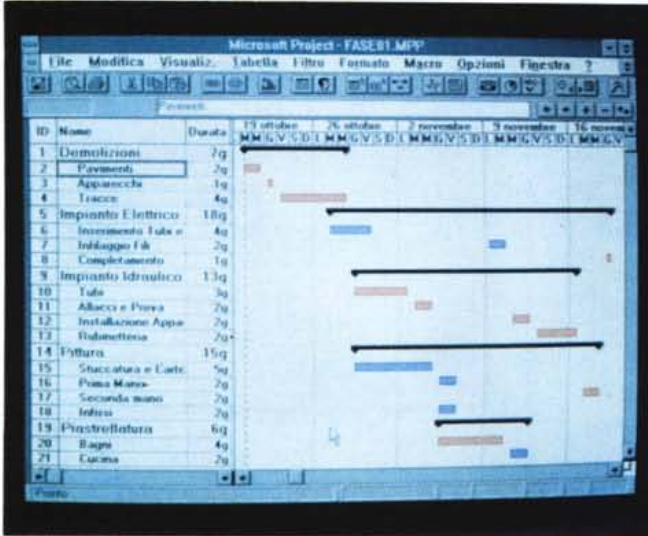 Microsoft Project - FASE01.MPP
File Modifica Visualiz. Tabella Filtro Formato Macro Opzioni Finestra ?
Pavimenti
ID Nome Durata 19 ottobre 26 ottobre 2 novembre 9 novembre 16 novem
1 Demolizioni 7g
2 Pavimenti 2g
3 Apparecchi 1g
4 Tracce 4g
5 Impianto Elettrico 18g
6 Inserimento Tubi e 4g
7 Infilaggio Fili 2g
8 Completamento 1g
9 Impianto Idraulico 13g
10 Tubi 3g
11 Allacci e Prova 2g
12 Installazione Appar 2g
13 Rubinetteria 2g
14 Pittura 15g
15 Stuccatura e Carte 5g
16 Prima Mano 2g
17 Seconda mano 2g
18 Infissi 2g
19 Piastrellatura 6g
20 Bagni 4g
21 Cucina 2g
Pronto